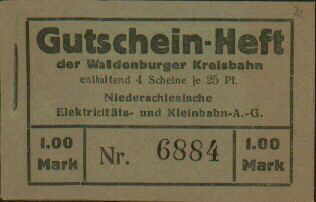 Gutschein-Heft
der Waldenburger Kreisbahn
enthaltend 4 Scheine je 25 Pf.
Niederschlesische
Elektricitäts- und Kleinbahn-A.-G.
1.00 Mark
Nr. 6884
1.00 Mark